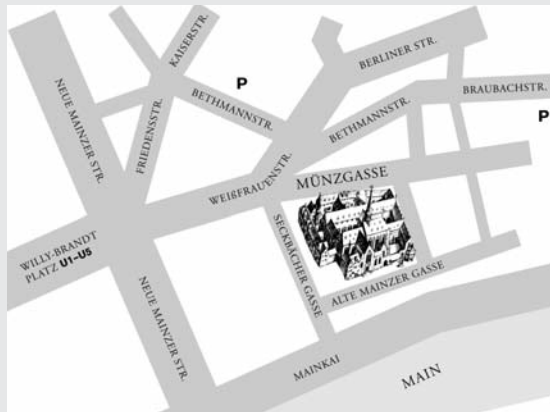 KAISERSTR.
BERLINER STR.
NEUE MAINZER STR.
P
BETHMANNSTR.
BETHMANNSTR.
BRAUBACHSTR.
P
FRIEDENSSTR.
WEIßFRAUENSTR.
MÜNZGASSE
WILLY-BRANDT
PLATZ U1–U5
SECKBÄCHER GASSE
ALTE MAINZER GASSE
NEUE MAINZER STR.
MAINKAI
MAIN